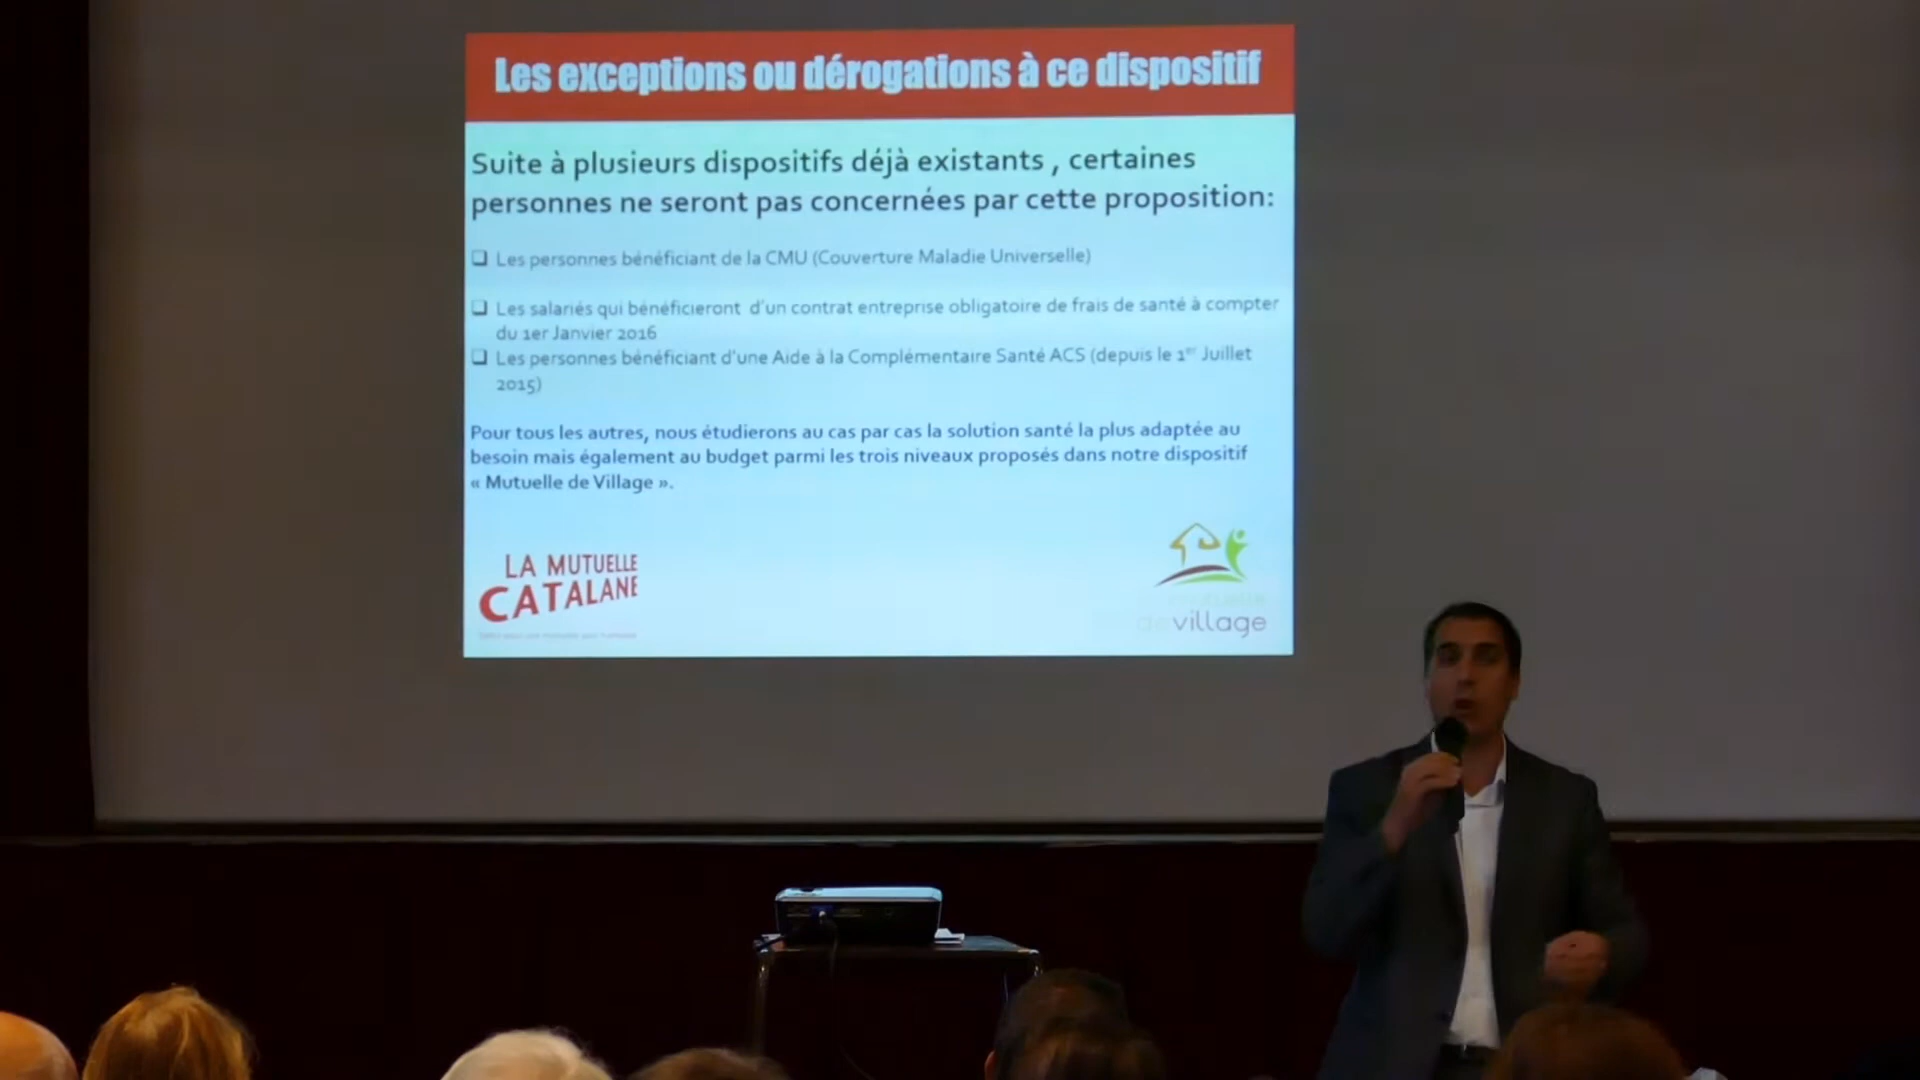 Les exceptions ou dérogations à ce dispositif
Suite à plusieurs dispositifs déjà existants , certaines
personnes ne seront pas concernées par cette proposition:
❑ Les personnes bénéficiant de la CMU (Couverture Maladie Universelle)
❑ Les salariés qui bénéficieront d'un contrat entreprise obligatoire de frais de santé à compter
du 1er Janvier 2016
❑ Les personnes bénéficiant d'une Aide à la Complémentaire Santé ACS (depuis le 1er Juillet
2015)
Pour tous les autres, nous étudierons au cas par cas la solution santé la plus adaptée au
besoin mais également au budget parmi les trois niveaux proposés dans notre dispositif
« Mutuelle de Village ».
LA MUTUELLE
CATALANE
de village